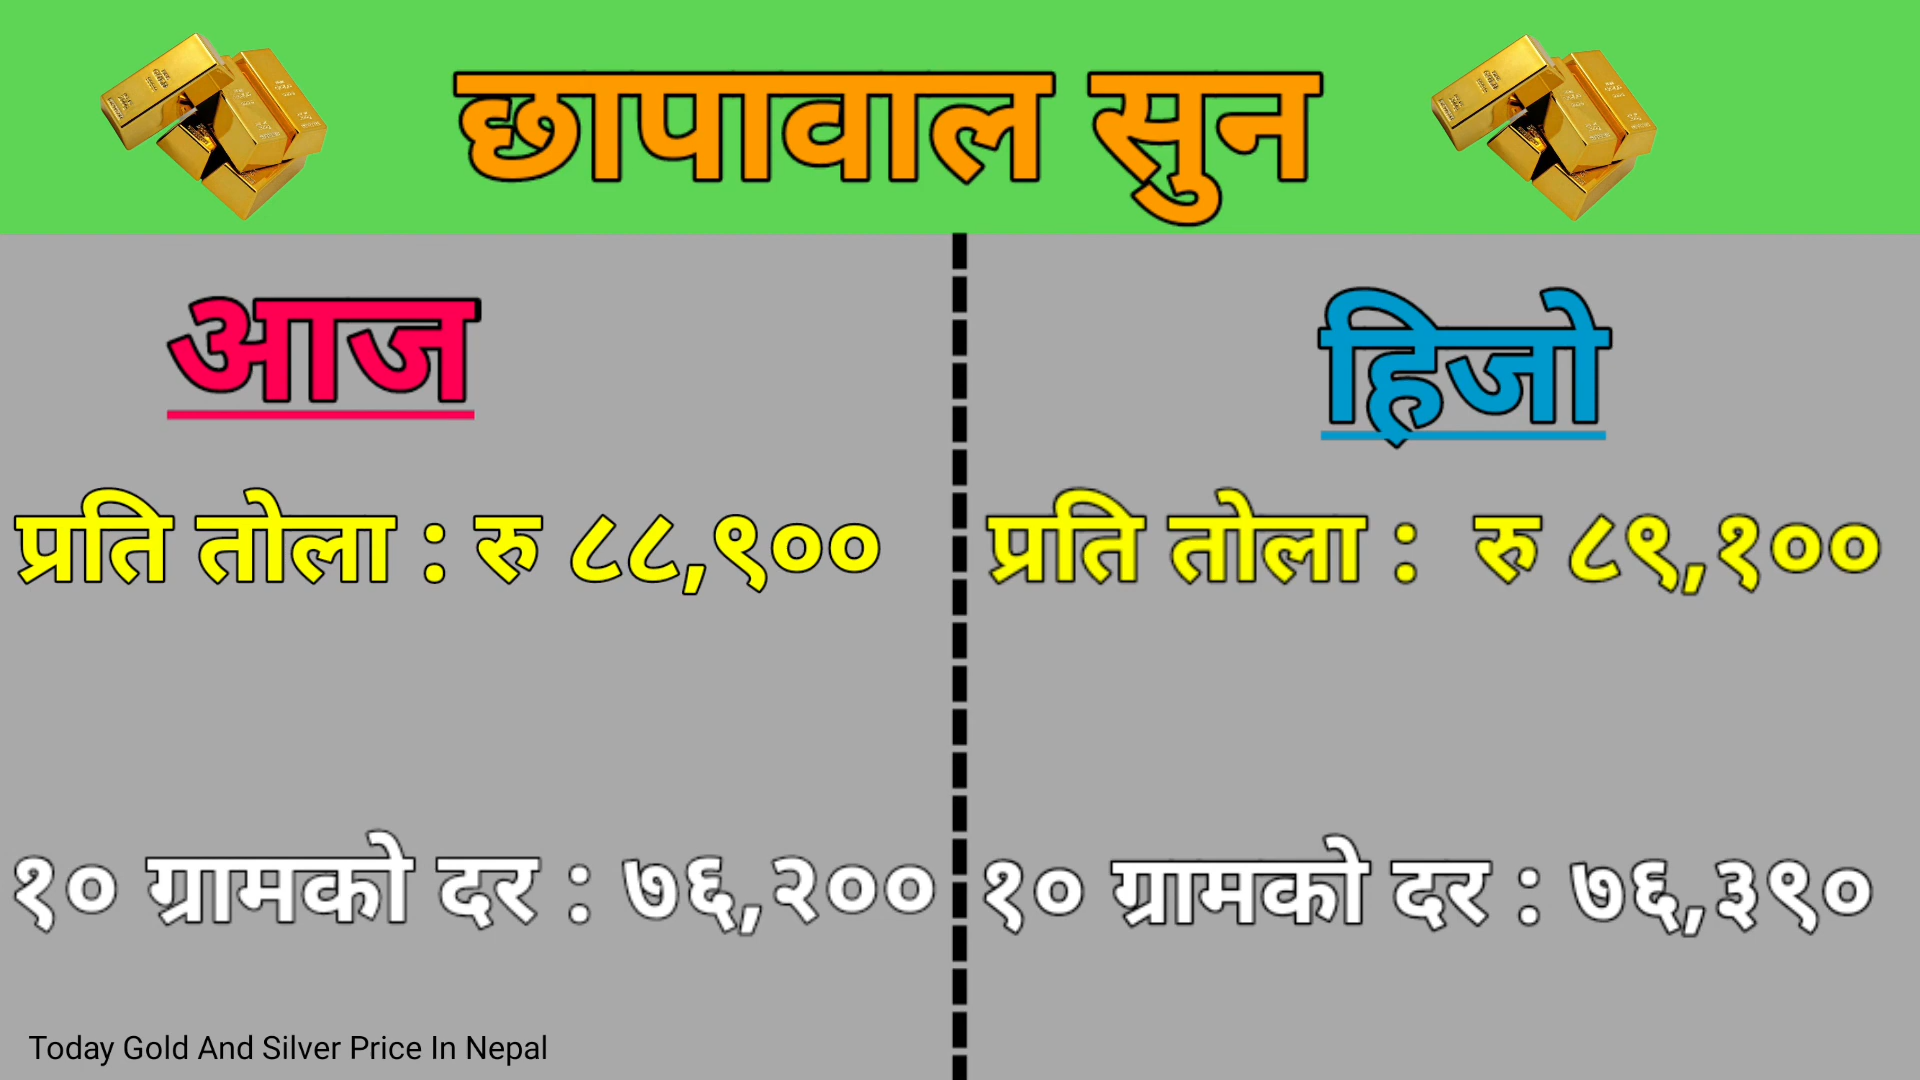 छापावाल सुन
आज
प्रति तोला : रु ८८,९००
१० ग्रामको दर : ७६,२००
हिजो
प्रति तोला : रु ८९,१००
१० ग्रामको दर : ७६,३९०
Today Gold And Silver Price In Nepal